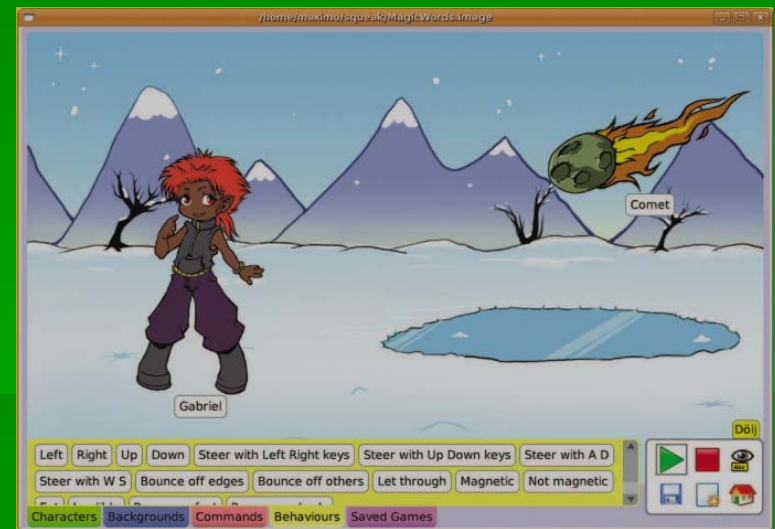 /home/maximo/squeak/MagicWords.image
Comet
Gabriel
Dölj
Left Right Up Down Steer with Left Right keys Steer with Up Down keys Steer with A D
Steer with W S Bounce off edges Bounce off others Let through Magnetic Not magnetic
Abc
Characters Backgrounds Commands Behaviours Saved Games